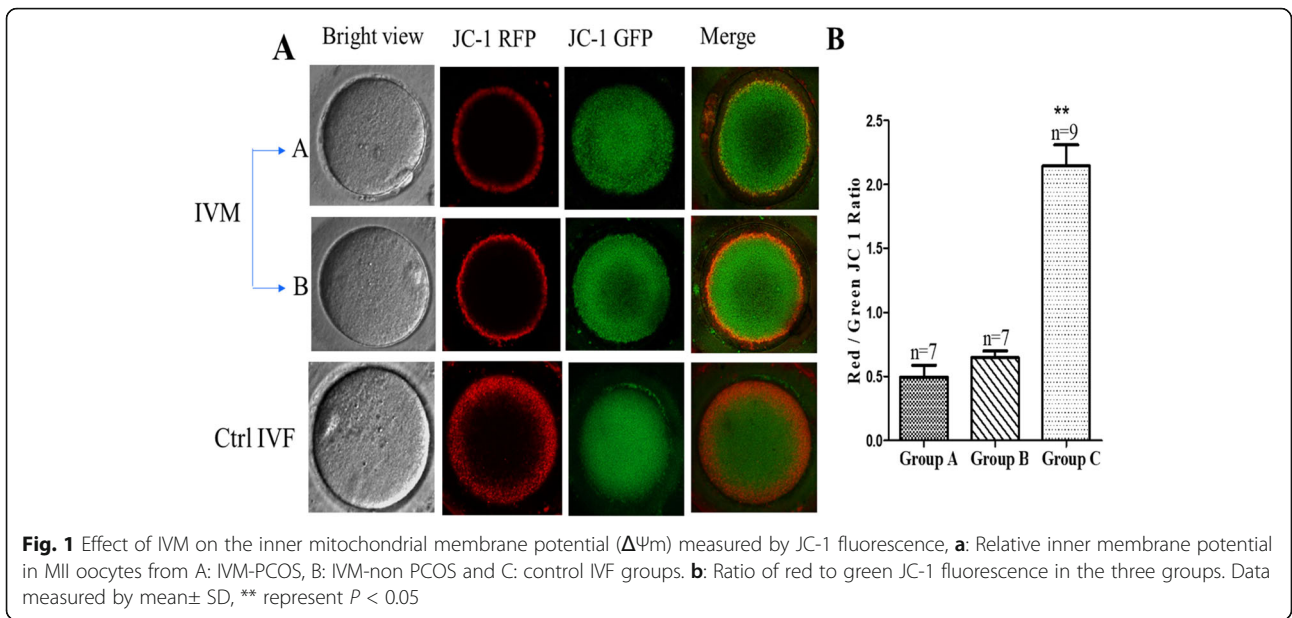 A
Bright view JC-1 RFP JC-1 GFP Merge
A
IVM
B
Ctrl IVF
B
**
n=9
n=7
n=7
Red / Green JC 1 Ratio
2.5
2.0
1.5
1.0
0.5
0.0
Group A Group B Group C
Fig. 1 Effect of IVM on the inner mitochondrial membrane potential (ΔΨm) measured by JC-1 fluorescence, a: Relative inner membrane potential
in MII oocytes from A: IVM-PCOS, B: IVM-non PCOS and C: control IVF groups. b: Ratio of red to green JC-1 fluorescence in the three groups. Data
measured by mean± SD, ** represent P < 0.05